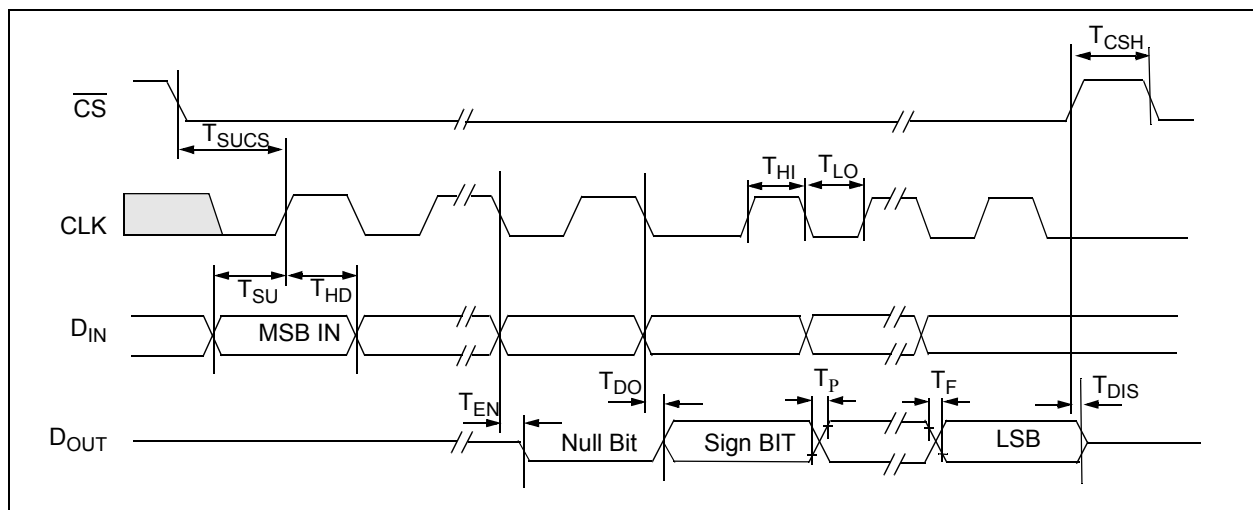 T_CSH
CS
T_SUCS
T_HI T_LO
CLK
T_SU T_HD
D_IN MSB IN
T_DO T_P T_F T_DIS
T_EN
D_OUT Null Bit Sign BIT LSB